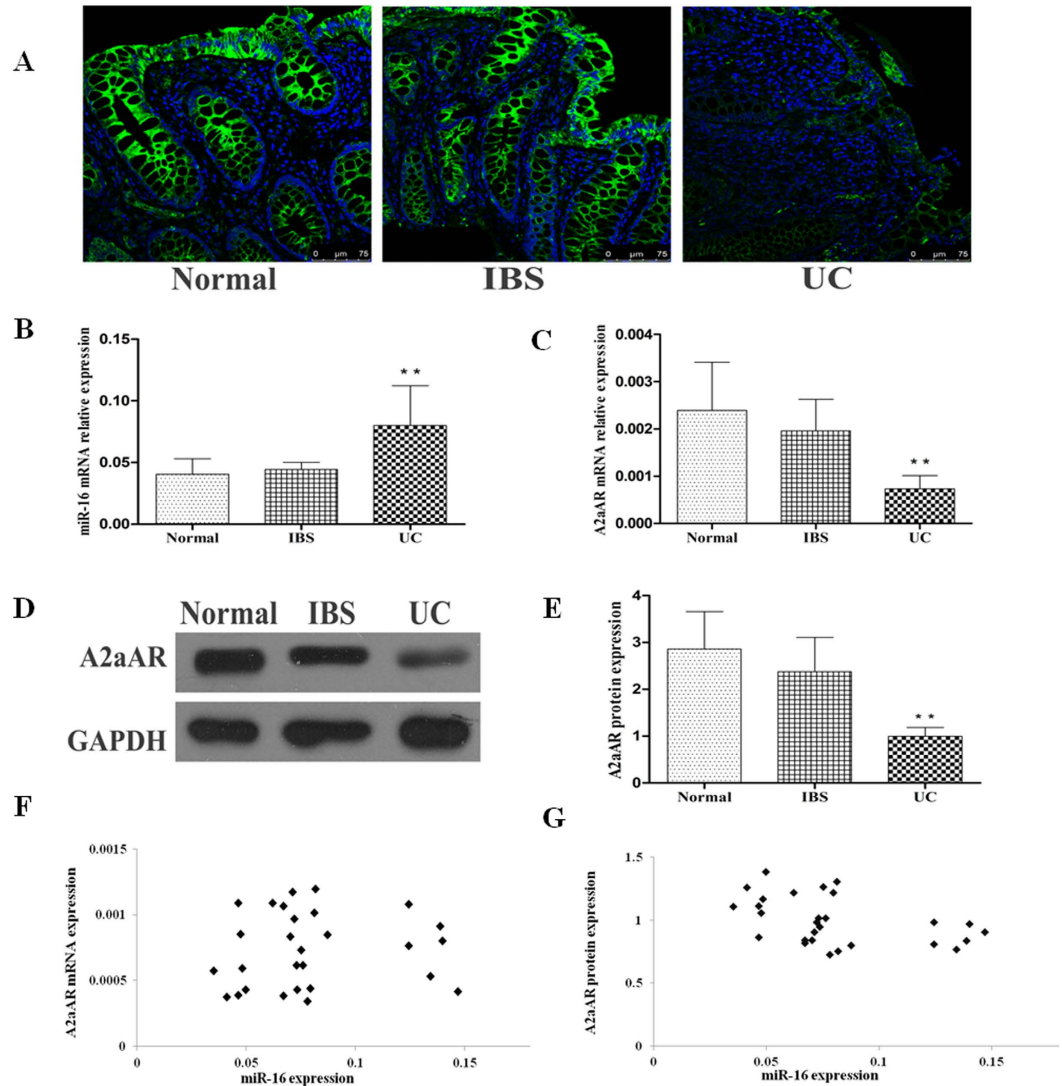 A
0 µm 75
0 µm 75
0 µm 75
Normal IBS UC
B
miR-16 mRNA relative expression
0.15
0.10
0.05
0.00
**
Normal IBS UC
C
A2aAR mRNA relative expression
0.004
0.003
0.002
0.001
0.000
**
Normal IBS UC
D
Normal IBS UC
A2aAR
GAPDH
E
A2aAR protein expression
4
3
2
1
0
**
Normal IBS UC
F
A2aAR mRNA expression
0.0015
0.001
0.0005
0
0 0.05 0.1 0.15
miR-16 expression
G
A2aAR protein expression
1.5
1
0.5
0
0 0.05 0.1 0.15
miR-16 expression